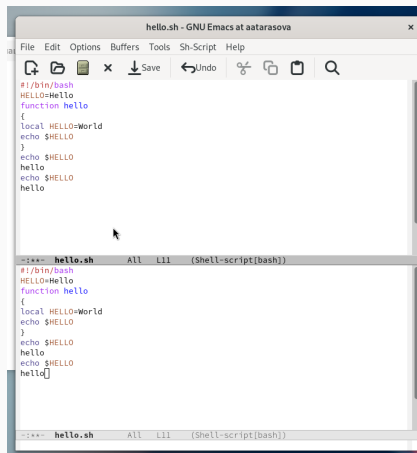 hello.sh - GNU Emacs at aatarasova
×
File Edit Options Buffers Tools Sh-Script Help
Save Undo
#!/bin/bash
HELLO=Hello
function hello
{
local HELLO=World
echo $HELLO
}
echo $HELLO
hello
echo $HELLO
hello
-:**- hello.sh All L11 (Shell-script[bash])
#!/bin/bash
HELLO=Hello
function hello
{
local HELLO=World
echo $HELLO
}
echo $HELLO
hello
echo $HELLO
hello
-:**- hello.sh All L11 (Shell-script[bash])